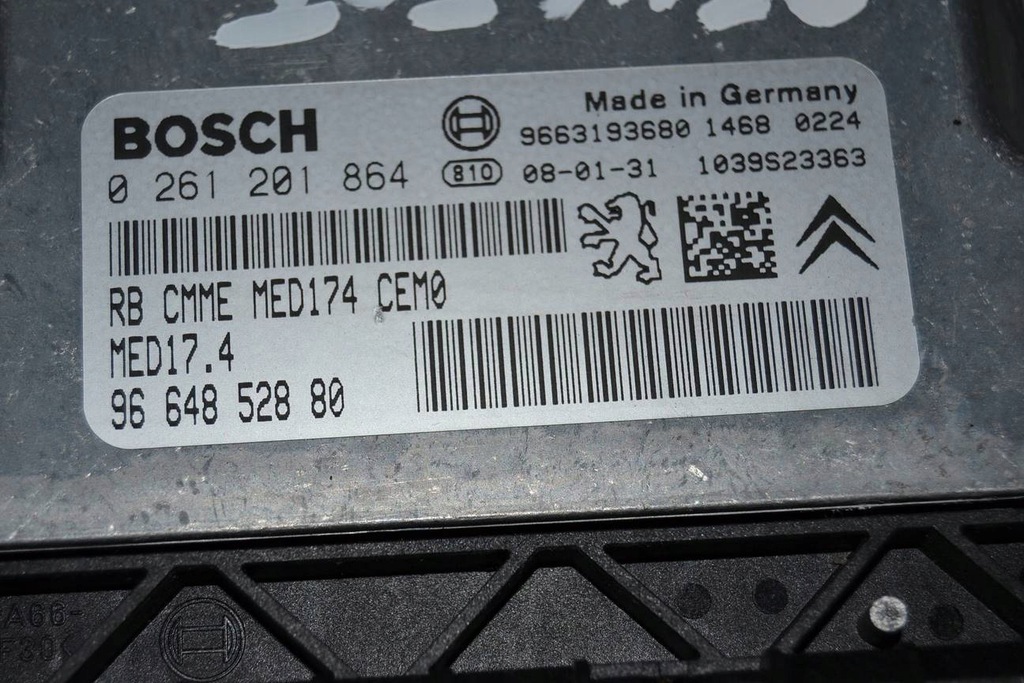 BOSCH
Made in Germany
9663193680 1468 0224
0 261 201 864
810 08-01-31 1039S23363
RB CMME MED174 CEM0
MED17.4
96 648 528 80
A66-